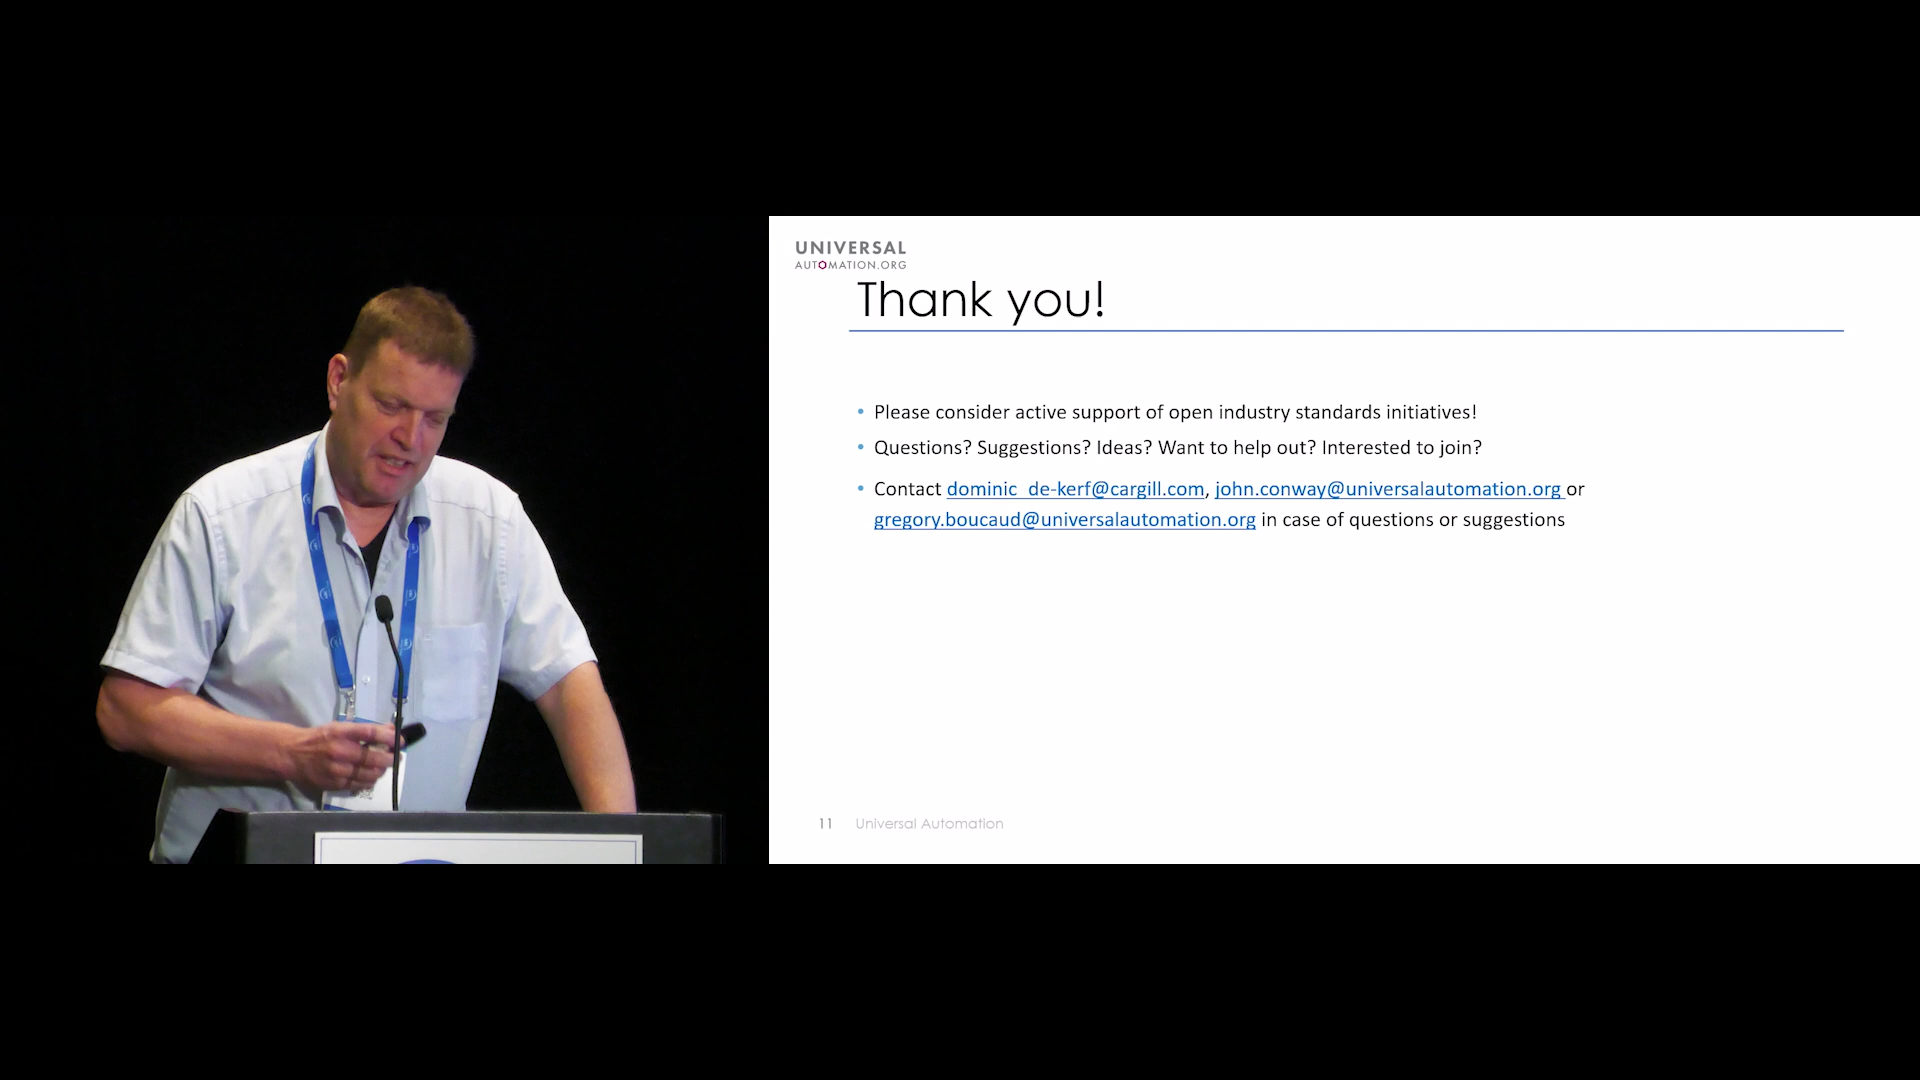 UNIVERSAL
AUTOMATION.ORG
Thank you!
• Please consider active support of open industry standards initiatives!
• Questions? Suggestions? Ideas? Want to help out? Interested to join?
• Contact dominic_de-kerf@cargill.com, john.conway@universalautomation.org or
gregory.boucaud@universalautomation.org in case of questions or suggestions
11 Universal Automation